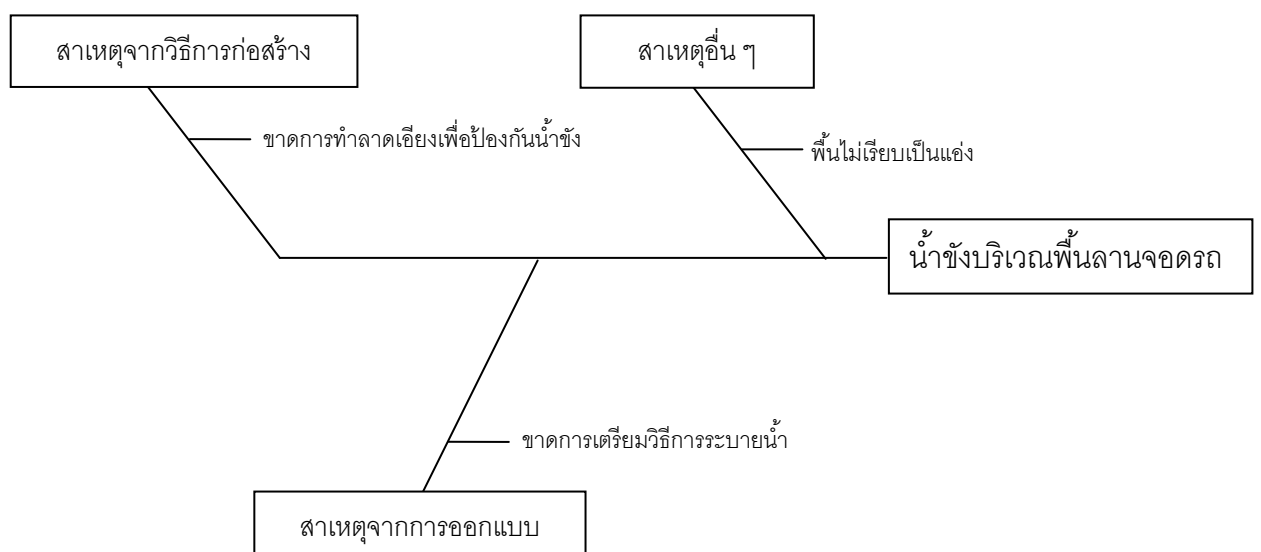 สาเหตุจากวิธีการก่อสร้าง
สาเหตุอื่น ๆ
ขาดการทำลาดเอียงเพื่อป้องกันน้ำขัง
พื้นไม่เรียบเป็นแอ่ง
น้ำขังบริเวณพื้นลานจอดรถ
ขาดการเตรียมวิธีการระบายน้ำ
สาเหตุจากการออกแบบ